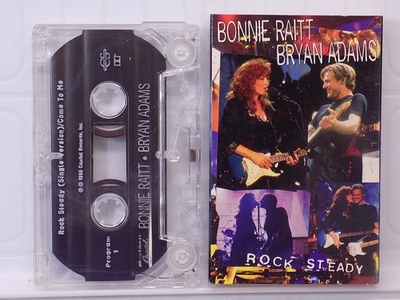 Rock Steady (Single Version)/Come To Me
℗ © 1996 Capitol Records, Inc.
Program
1
BONNIE RAITT • BRYAN ADAMS
BONNIE RAITT
BRYAN ADAMS
ROCK STEADY